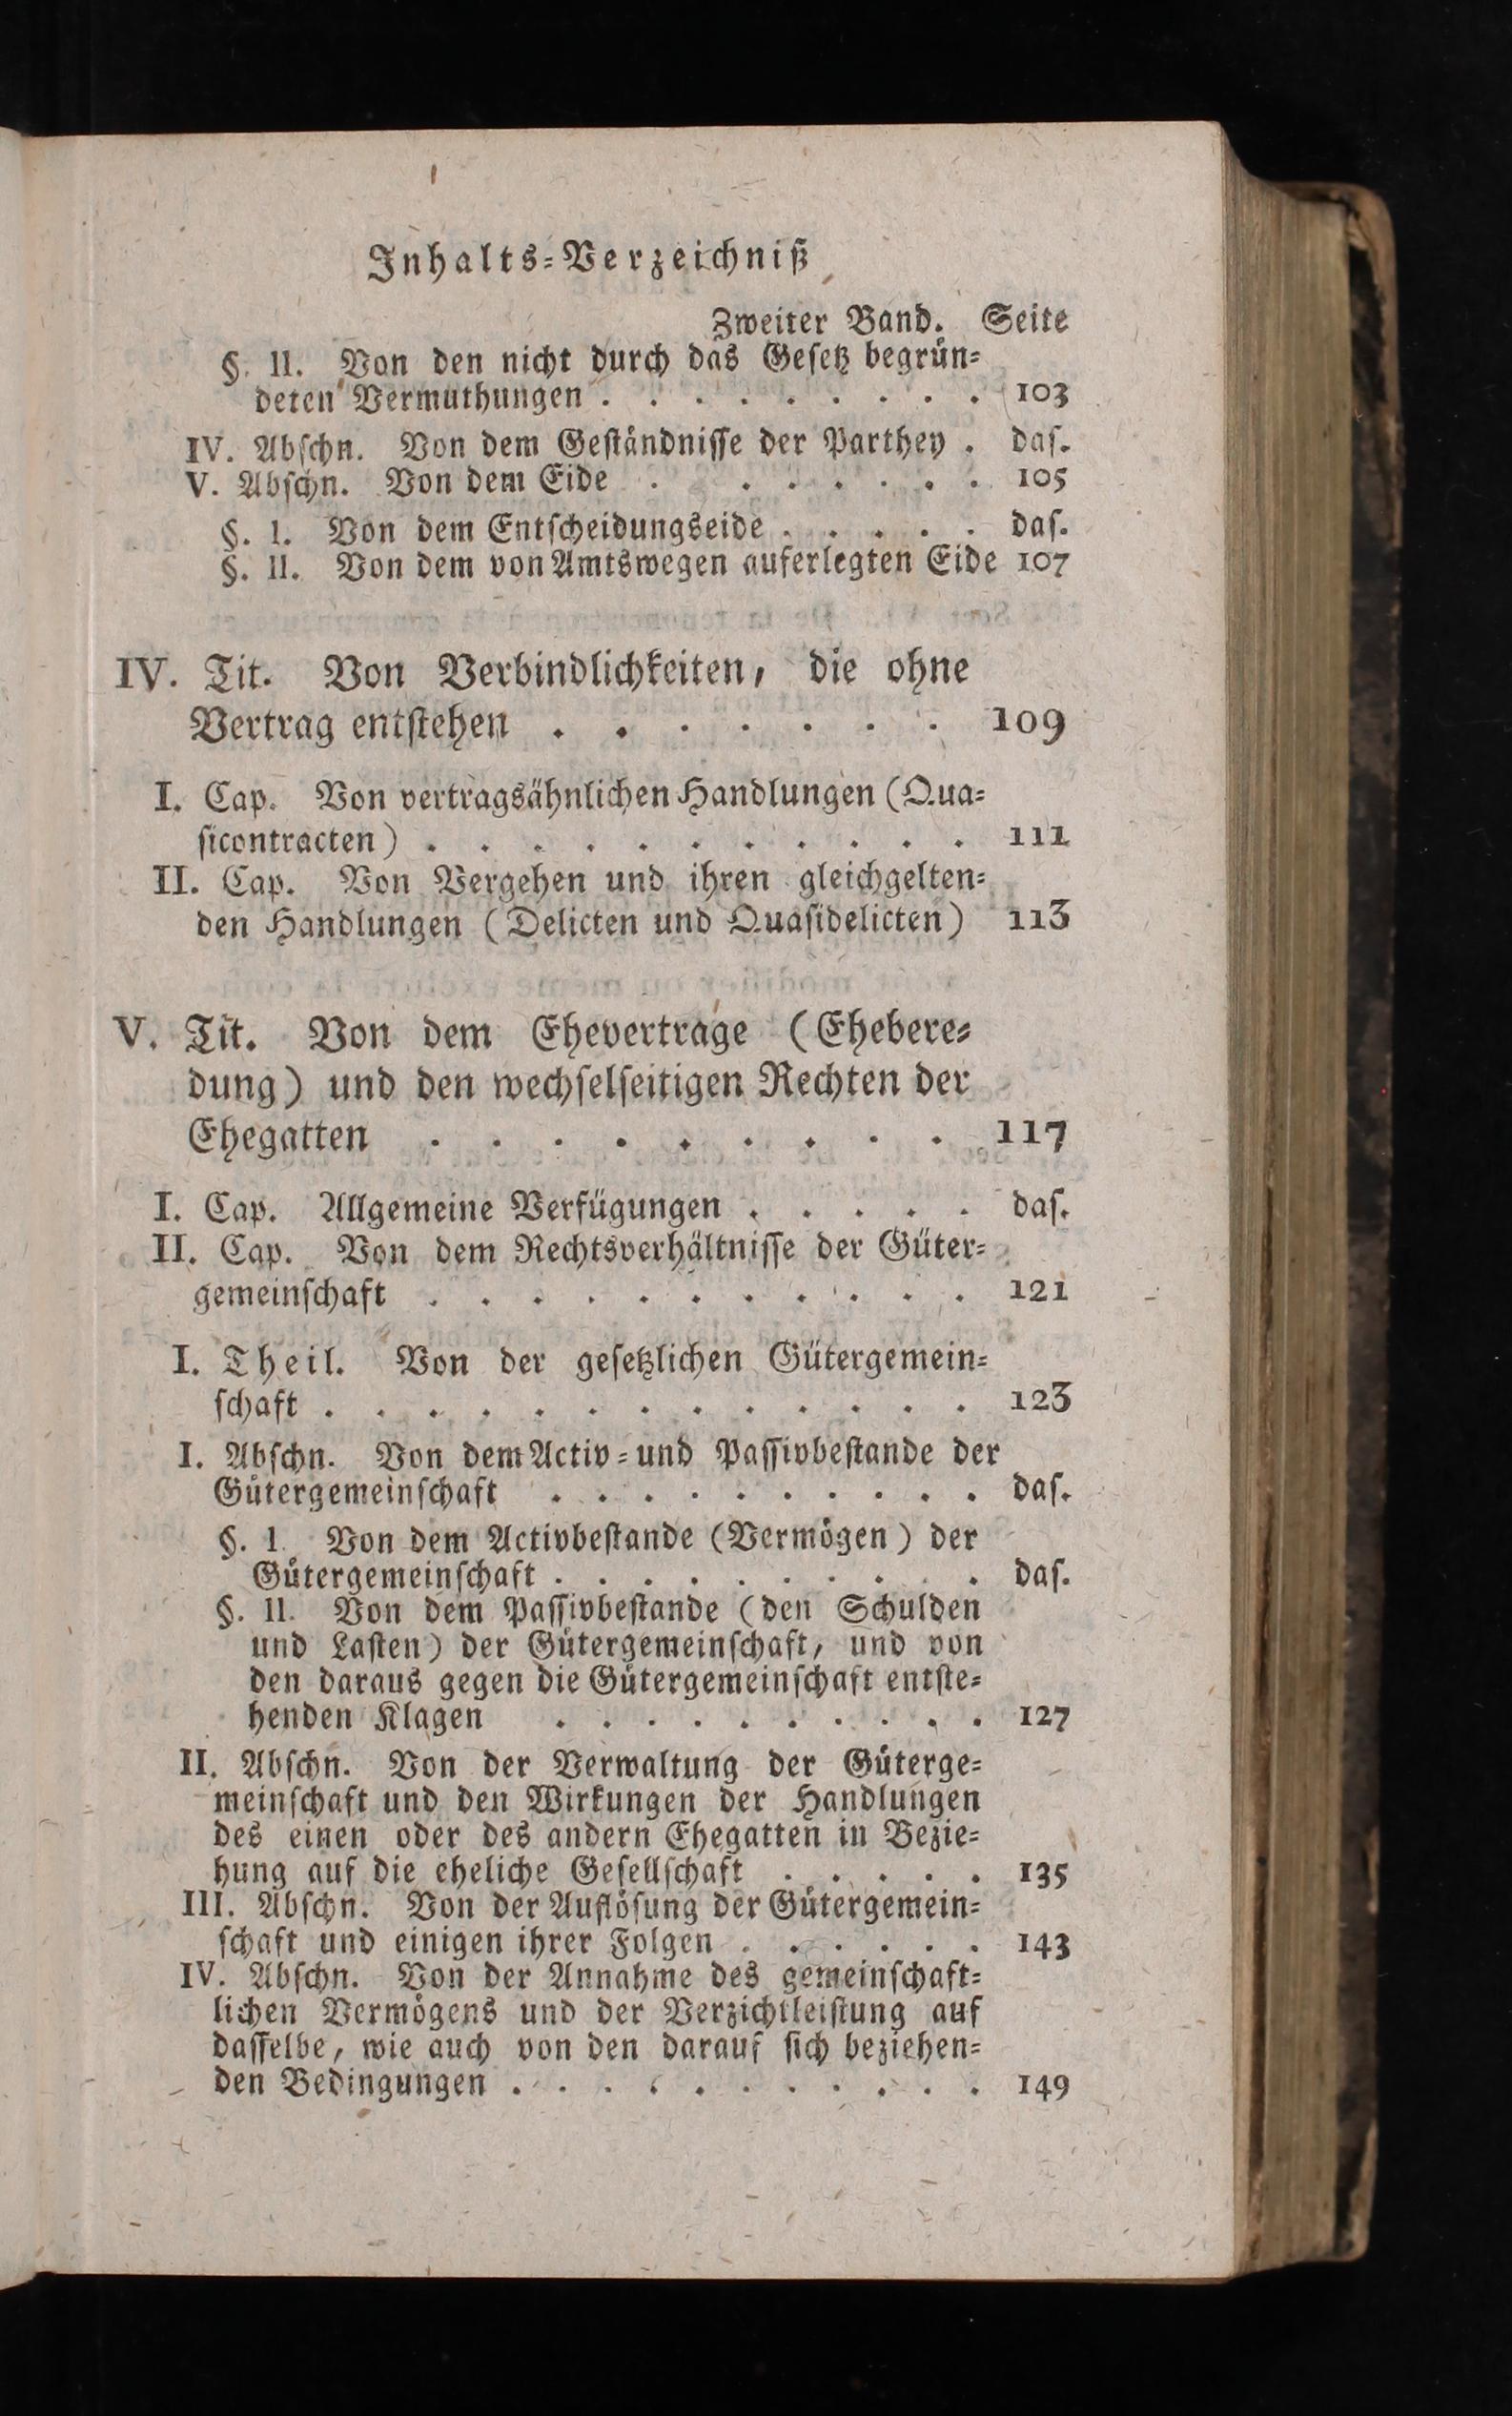 Inhalts-Verzeichniß
Zweiter Band. Seite
§. II. Von den nicht durch das Gesetz begrün-
deten Vermuthungen . . . . . . . . . 103
IV. Abschn. Von dem Geständnisse der Parthey . das.
V. Abschn. Von dem Eide . . . . . . . 105
§. I. Von dem Entscheidungseide . . . . . das.
§. II. Von dem von Amtswegen auferlegten Eide 107
IV. Tit. Von Verbindlichkeiten, die ohne
Vertrag entstehen . . . . . . . 109
I. Cap. Von vertragsähnlichen Handlungen (Qua-
sicontracten) . . . . . . . . . . . 111
II. Cap. Von Vergehen und ihren gleichgelten-
den Handlungen (Delicten und Quasidelicten) 113
V. Tit. Von dem Ehevertrage (Ehebere-
dung) und den wechselseitigen Rechten der
Ehegatten . . . . . . . . . 117
I. Cap. Allgemeine Verfügungen . . . . . das.
II. Cap. Von dem Rechtsverhältnisse der Güter-
gemeinschaft . . . . . . . . . . . 121
I. Theil. Von der gesetzlichen Gütergemein-
schaft . . . . . . . . . . . . . 123
I. Abschn. Von dem Activ- und Passivbestande der
Gütergemeinschaft . . . . . . . . . . das.
§. I. Von dem Activbestande (Vermögen) der
Gütergemeinschaft . . . . . . . . . . das.
§. II. Von dem Passivbestande (den Schulden
und Lasten) der Gütergemeinschaft, und von
den daraus gegen die Gütergemeinschaft entste-
henden Klagen . . . . . . . . . . 127
II. Abschn. Von der Verwaltung der Güterge-
meinschaft und den Wirkungen der Handlungen
des einen oder des andern Ehegatten in Bezie-
hung auf die eheliche Gesellschaft . . . . . 135
III. Abschn. Von der Auflösung der Gütergemein-
schaft und einigen ihrer Folgen . . . . . . 143
IV. Abschn. Von der Annahme des gemeinschaft-
lichen Vermögens und der Verzichtleistung auf
dasselbe, wie auch von den darauf sich beziehen-
den Bedingungen . . . . . . . . . . . 149